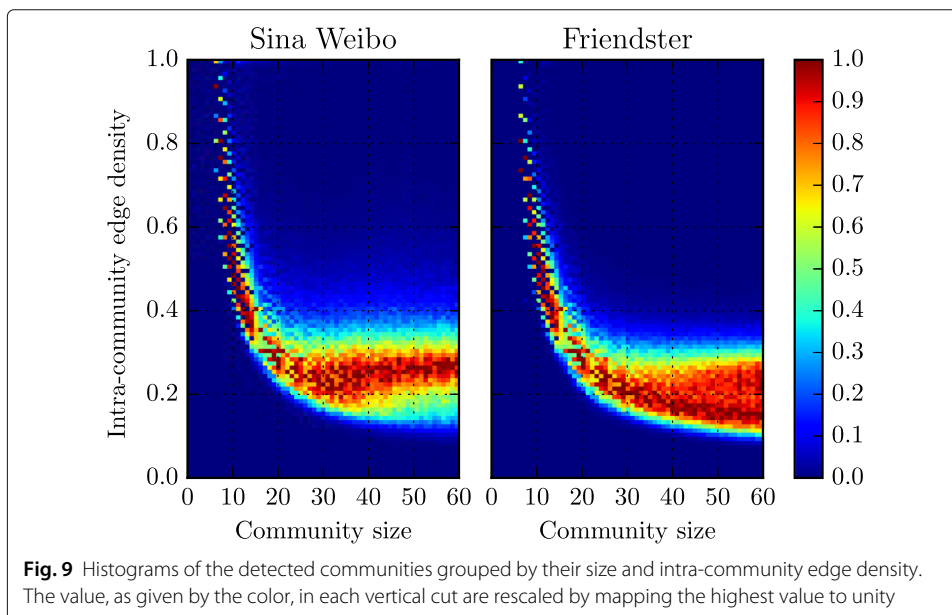 Sina Weibo
Friendster
Intra-community edge density
1.0
0.8
0.6
0.4
0.2
0.0
0 10 20 30 40 50 60
Community size
0 10 20 30 40 50 60
Community size
1.0
0.9
0.8
0.7
0.6
0.5
0.4
0.3
0.2
0.1
0.0
Fig. 9 Histograms of the detected communities grouped by their size and intra-community edge density.
The value, as given by the color, in each vertical cut are rescaled by mapping the highest value to unity